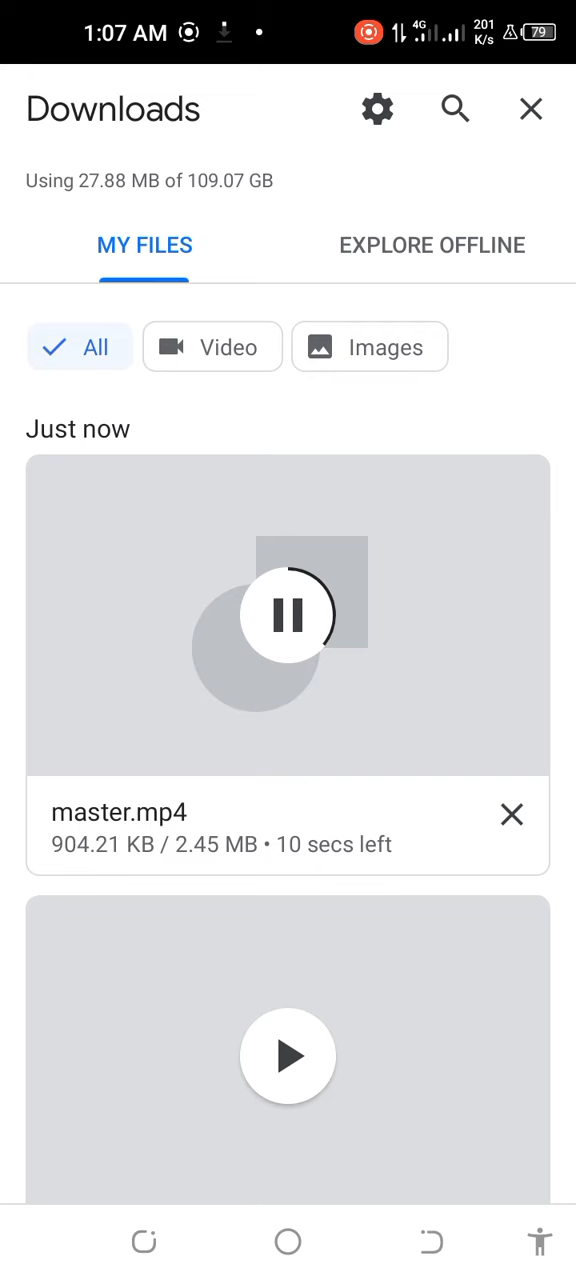 1:07 AM 4G 201 K/s 79
Downloads
Using 27.88 MB of 109.07 GB
MY FILES EXPLORE OFFLINE
All Video Images
Just now
master.mp4
904.21 KB / 2.45 MB • 10 secs left